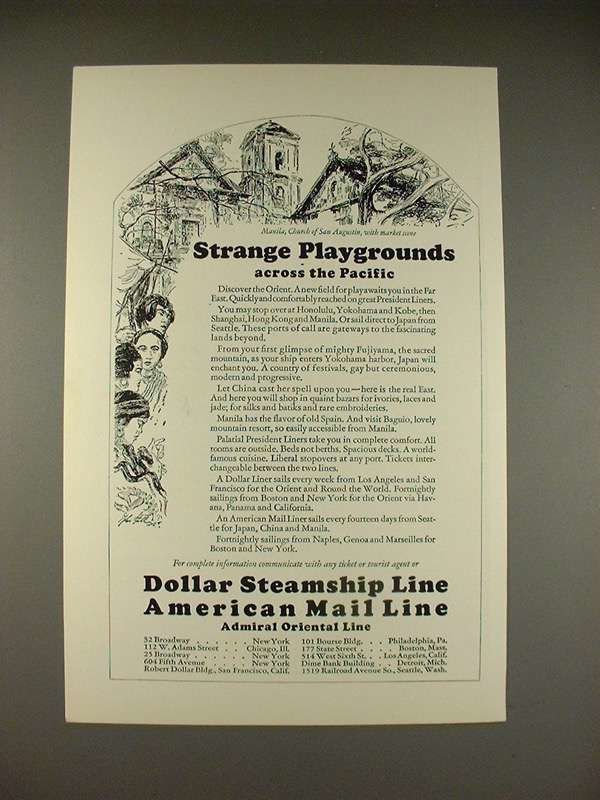 Manila, Church of San Augustin, with market scene
Strange Playgrounds
across the Pacific
Discover the Orient. A new field for play awaits you in the Far
East. Quickly and comfortably reached on great President Liners.
You may stop over at Honolulu, Yokohama and Kobe, then
Shanghai, Hong Kong and Manila. Or sail direct to Japan from
Seattle. These ports of call are gateways to the fascinating
lands beyond.
From your first glimpse of mighty Fujiyama, the sacred
mountain, as your ship enters Yokohama harbor, Japan will
enchant you. A country of festivals, gay but ceremonious,
modern and progressive.
Let China cast her spell upon you—here is the real East.
And here you will shop in quaint bazars for ivories, laces and
jade; for silks and batiks and rare embroideries.
Manila has the flavor of old Spain. And visit Baguio, lovely
mountain resort, so easily accessible from Manila.
Palatial President Liners take you in complete comfort. All
rooms are outside. Beds not berths. Spacious decks. A world-
famous cuisine. Liberal stopovers at any port. Tickets inter-
changeable between the two lines.
A Dollar Liner sails every week from Los Angeles and San
Francisco for the Orient and Round the World. Fortnightly
sailings from Boston and New York for the Orient via Hav-
ana, Panama and California.
An American Mail Liner sails every fourteen days from Seat-
tle for Japan, China and Manila.
Fortnightly sailings from Naples, Genoa and Marseilles for
Boston and New York.
For complete information communicate with any ticket or tourist agent or
Dollar Steamship Line
American Mail Line
Admiral Oriental Line
32 Broadway . . . . . . New York
112 W. Adams Street . . Chicago, Ill.
25 Broadway . . . . . . New York
604 Fifth Avenue . . . . New York
Robert Dollar Bldg., San Francisco, Calif.
101 Bourse Bldg. . . Philadelphia, Pa.
177 State Street . . . . Boston, Mass.
514 West Sixth St. . . Los Angeles, Calif.
Dime Bank Building . . Detroit, Mich.
1519 Railroad Avenue So., Seattle, Wash.